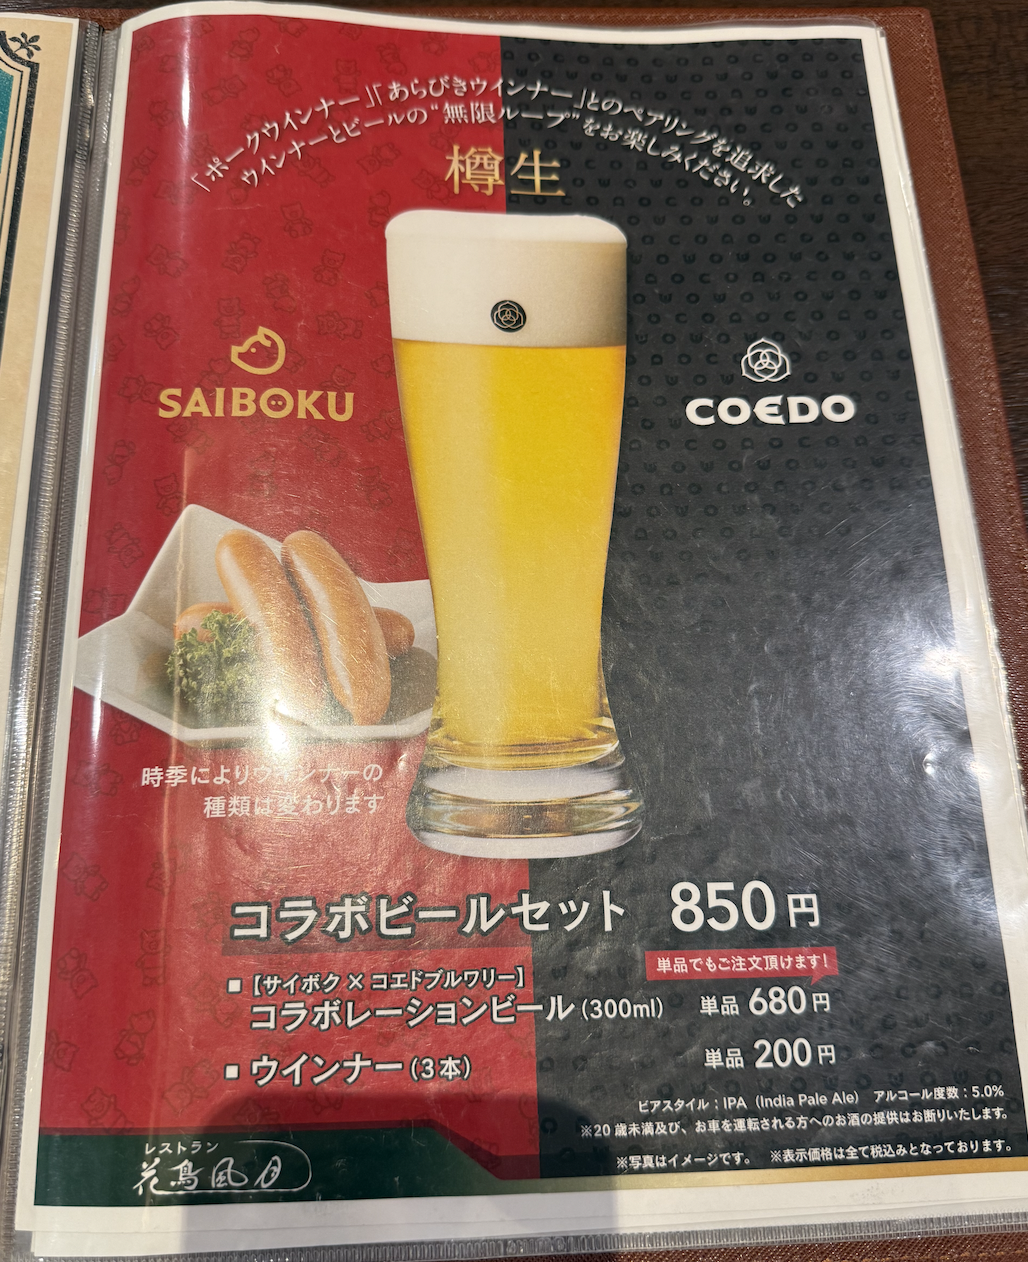 「ポークウインナー」「あらびきウインナー」とのペアリングを追求した
ウインナーとビールの“無限ループ”をお楽しみください。
樽生
SAIBOKU
COEDO
時季によりウインナーの
種類は変わります
コラボビールセット 850円
単品でもご注文頂けます!
■【サイボク×コエドブルワリー】
コラボレーションビール(300ml) 単品 680円
■ウインナー(3本) 単品 200円
ビアスタイル:IPA(India Pale Ale) アルコール度数:5.0%
※20歳未満及び、お車を運転される方へのお酒の提供はお断りいたします。
※写真はイメージです。 ※表示価格は全て税込みとなっております。
レストラン
花鳥風月